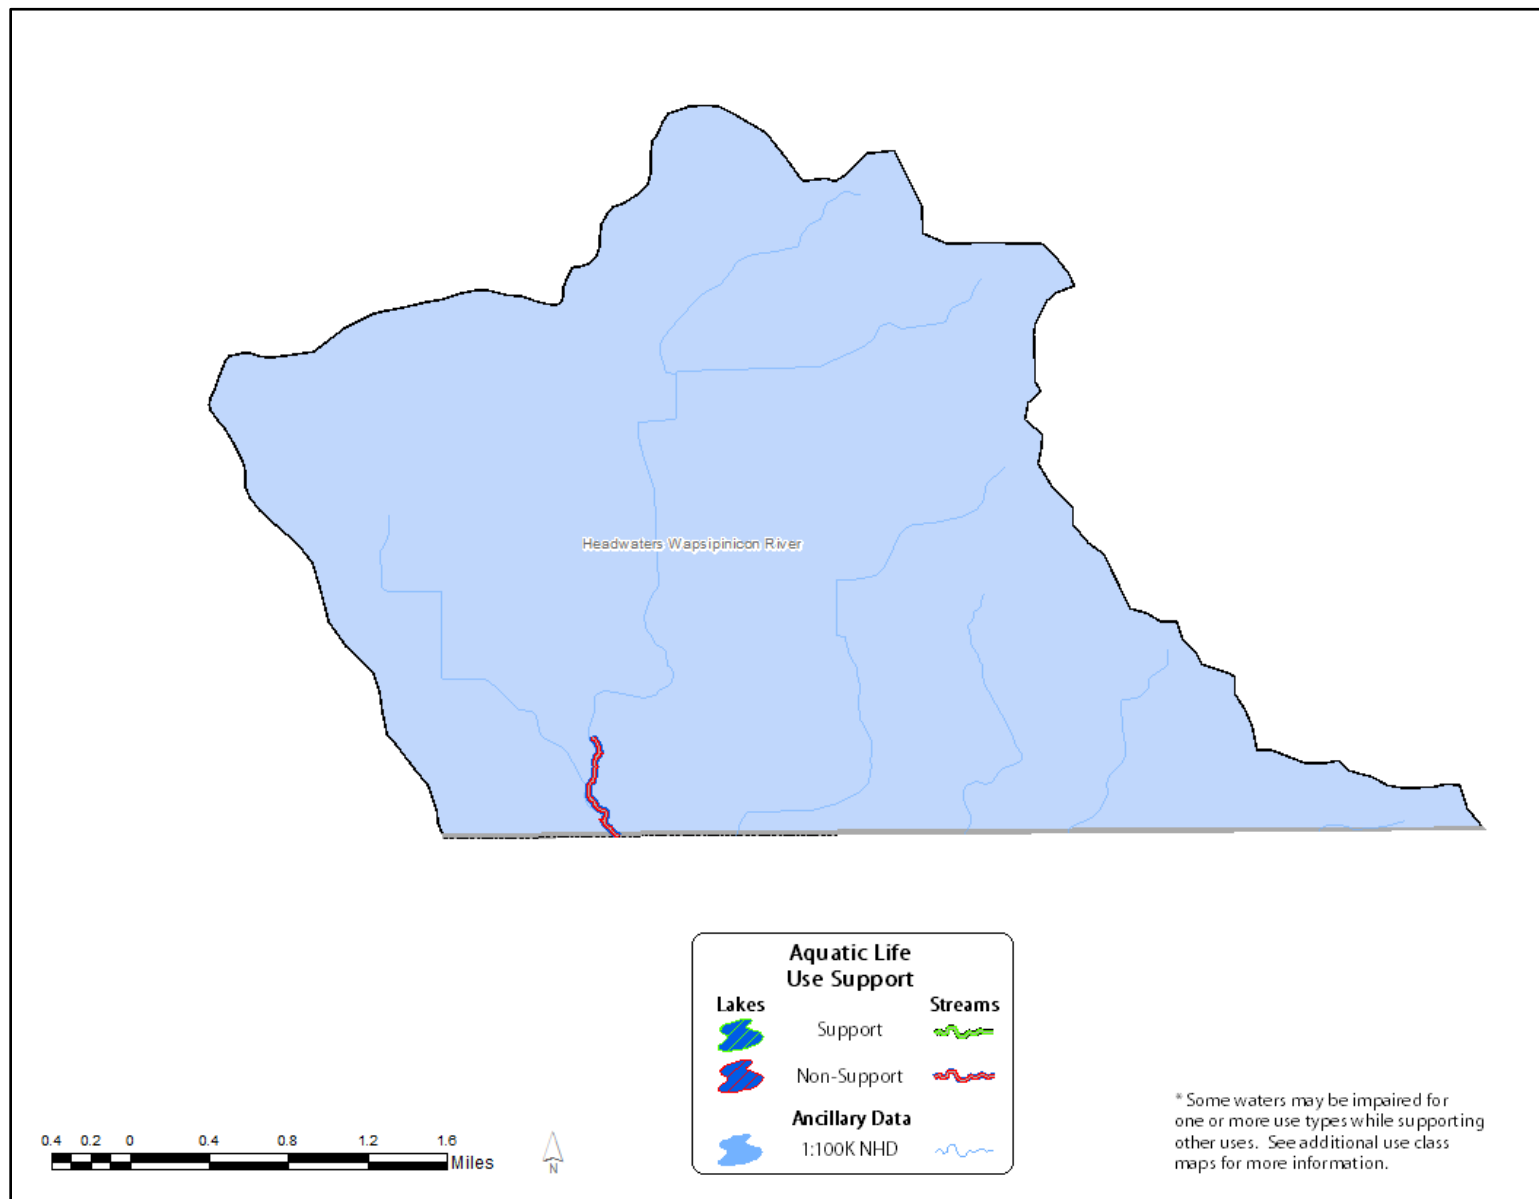 Headwaters Wapsipinicon River
Aquatic Life
Use Support
Lakes Streams
Support
Non-Support
Ancillary Data
1:100K NHD
0.4 0.2 0 0.4 0.8 1.2 1.6
Miles
N
* Some waters may be impaired for
one or more use types while supporting
other uses. See additional use class
maps for more information.